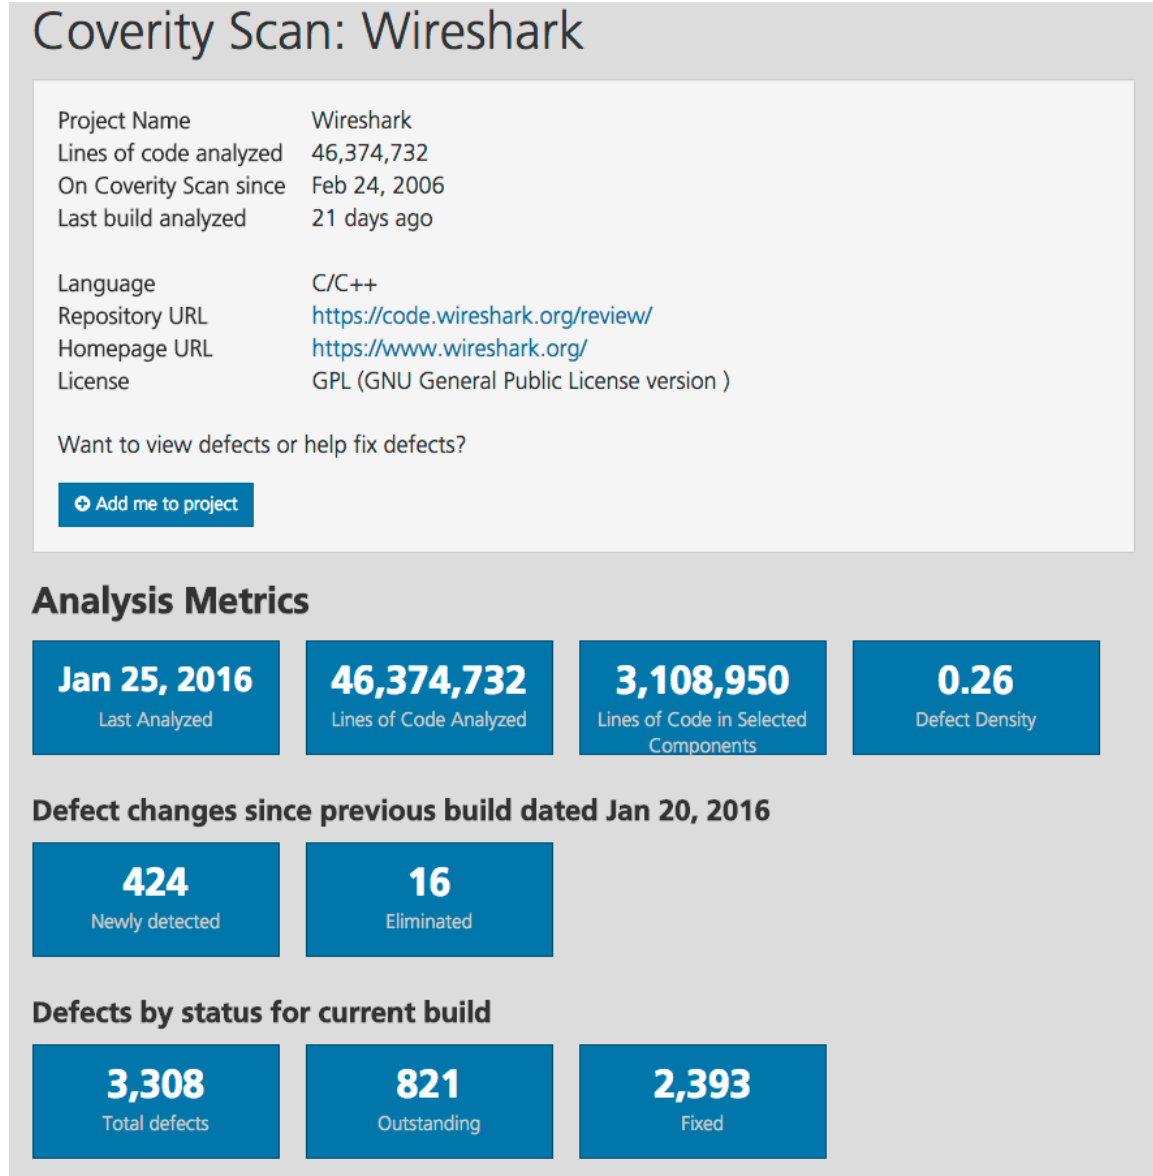 Coverity Scan: Wireshark
Project Name Wireshark
Lines of code analyzed 46,374,732
On Coverity Scan since Feb 24, 2006
Last build analyzed 21 days ago
Language C/C++
Repository URL https://code.wireshark.org/review/
Homepage URL https://www.wireshark.org/
License GPL (GNU General Public License version )
Want to view defects or help fix defects?
Add me to project
Analysis Metrics
Jan 25, 2016
Last Analyzed
46,374,732
Lines of Code Analyzed
3,108,950
Lines of Code in Selected
Components
0.26
Defect Density
Defect changes since previous build dated Jan 20, 2016
424
Newly detected
16
Eliminated
Defects by status for current build
3,308
Total defects
821
Outstanding
2,393
Fixed